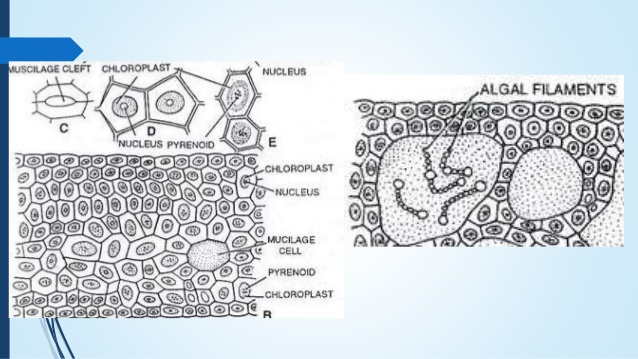 MUSCILAGE CLEFT
CHLOROPLAST
NUCLEUS
C
D
NUCLEUS PYRENOID
E
CHLOROPLAST
NUCLEUS
MUCILAGE
CELL
PYRENOID
CHLOROPLAST
ALGAL FILAMENTS